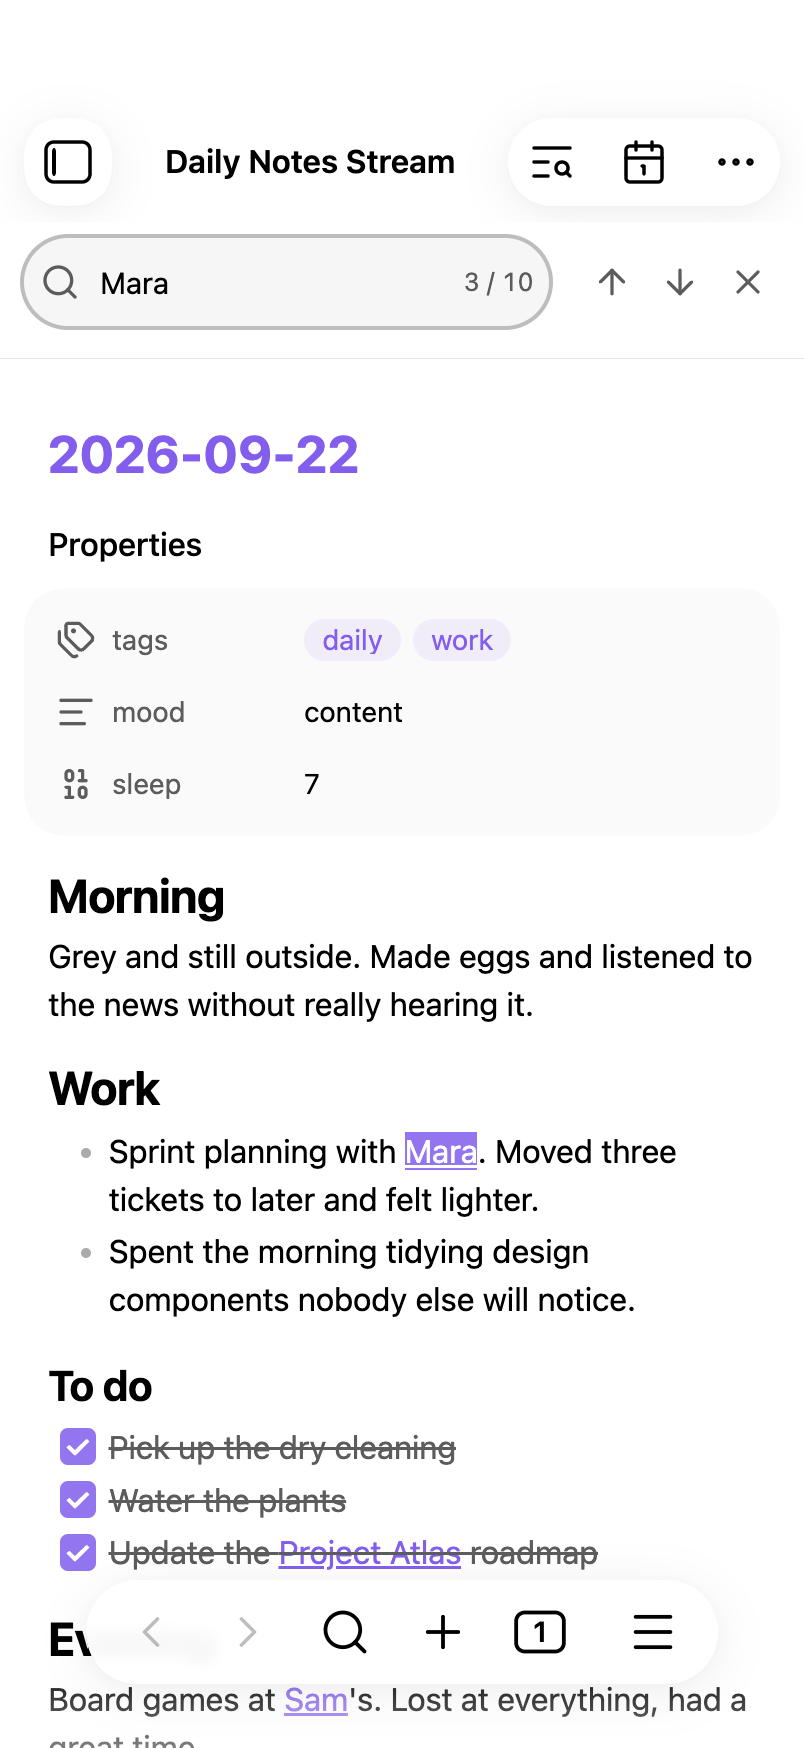 Daily Notes Stream
1
Mara
3 / 10
2026-09-22
Properties
tags daily work
mood content
sleep 7
Morning
Grey and still outside. Made eggs and listened to
the news without really hearing it.
Work
Sprint planning with Mara. Moved three
tickets to later and felt lighter.
Spent the morning tidying design
components nobody else will notice.
To do
Pick up the dry cleaning
Water the plants
Update the Project Atlas roadmap
1
Board games at Sam's. Lost at everything, had a
great time